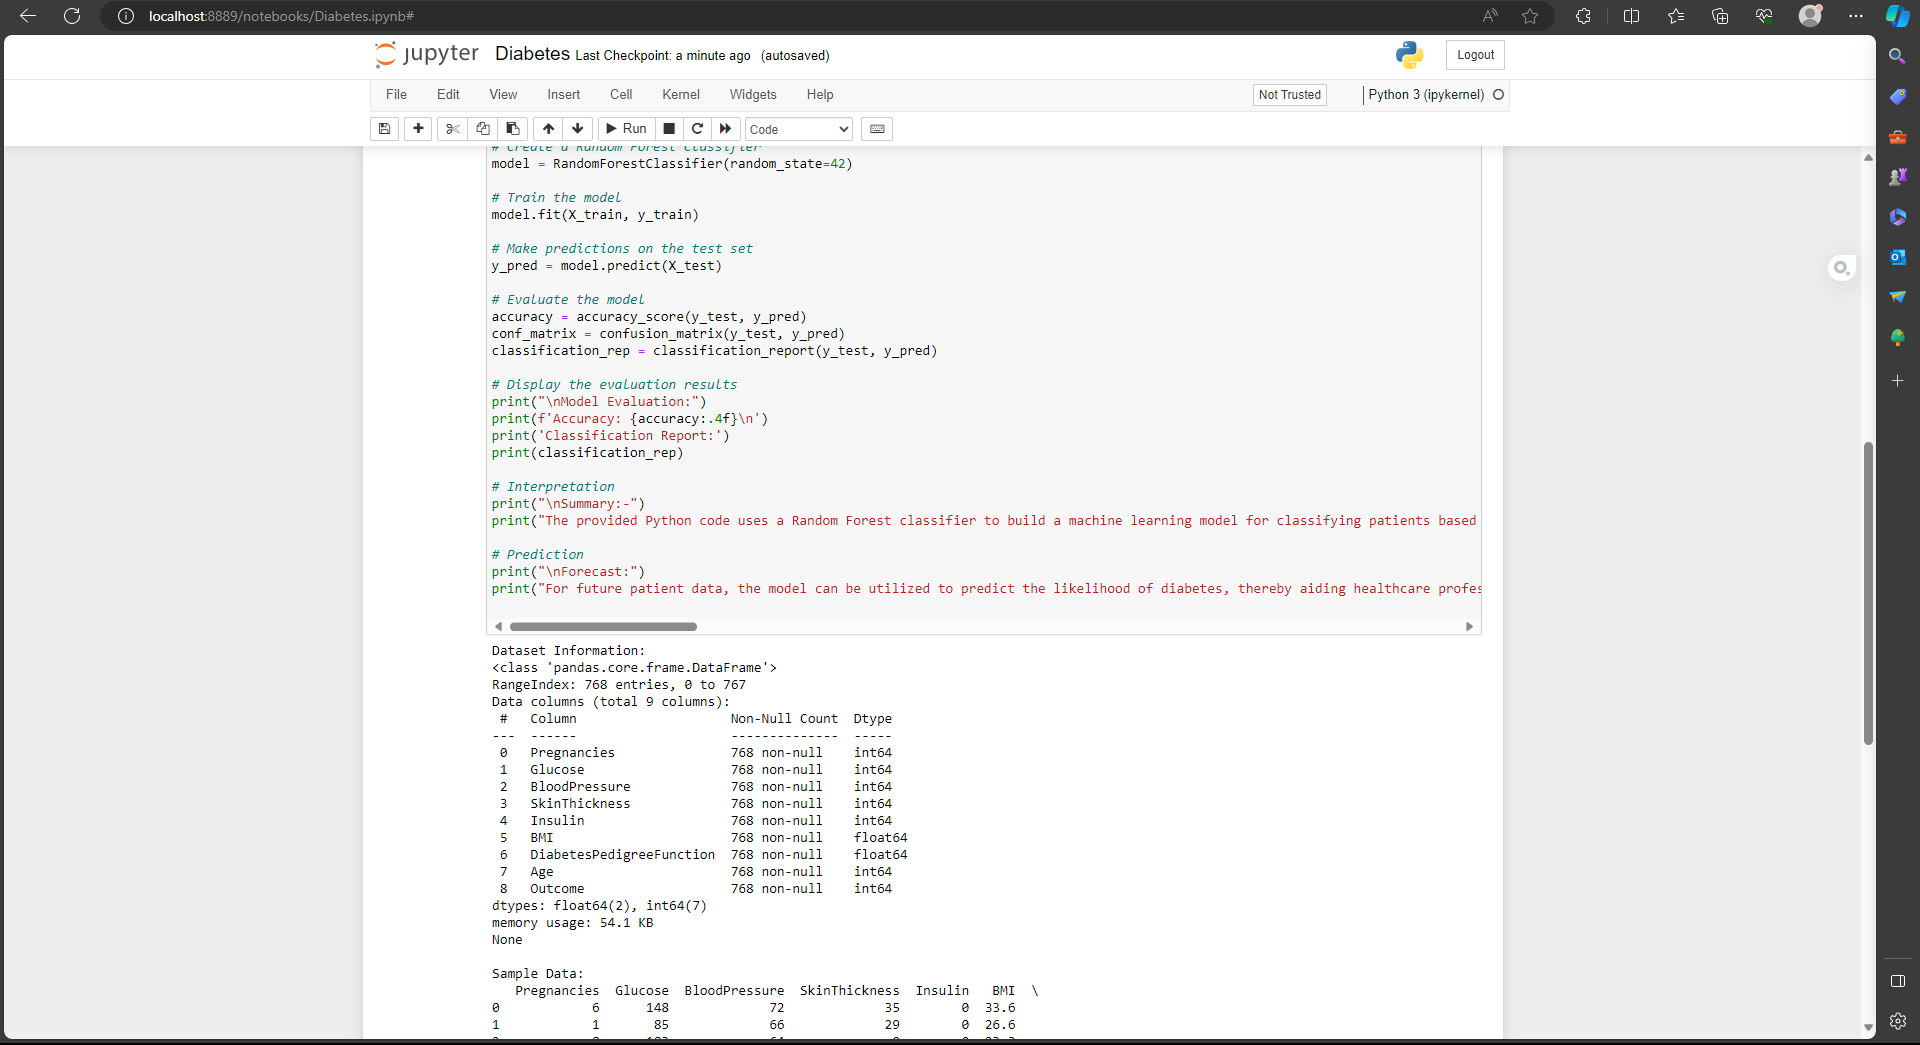 localhost:8889/notebooks/Diabetes.ipynb#
jupyter Diabetes Last Checkpoint: a minute ago (autosaved)
Logout
File Edit View Insert Cell Kernel Widgets Help
Not Trusted
Python 3 (ipykernel)
Run
Code
# Create a Random Forest Classifier
model = RandomForestClassifier(random_state=42)
# Train the model
model.fit(X_train, y_train)
# Make predictions on the test set
y_pred = model.predict(X_test)
# Evaluate the model
accuracy = accuracy_score(y_test, y_pred)
conf_matrix = confusion_matrix(y_test, y_pred)
classification_rep = classification_report(y_test, y_pred)
# Display the evaluation results
print("\nModel Evaluation:")
print(f'Accuracy: {accuracy:.4f}\n')
print('Classification Report:')
print(classification_rep)
# Interpretation
print("\nSummary:-")
print("The provided Python code uses a Random Forest classifier to build a machine learning model for classifying patients based
# Prediction
print("\nForecast:")
print("For future patient data, the model can be utilized to predict the likelihood of diabetes, thereby aiding healthcare profes
Dataset Information:
<class 'pandas.core.frame.DataFrame'>
RangeIndex: 768 entries, 0 to 767
Data columns (total 9 columns):
#   Column                    Non-Null Count  Dtype
---  ------                    --------------  -----
0   Pregnancies               768 non-null    int64
1   Glucose                   768 non-null    int64
2   BloodPressure             768 non-null    int64
3   SkinThickness             768 non-null    int64
4   Insulin                   768 non-null    int64
5   BMI                       768 non-null    float64
6   DiabetesPedigreeFunction  768 non-null    float64
7   Age                       768 non-null    int64
8   Outcome                   768 non-null    int64
dtypes: float64(2), int64(7)
memory usage: 54.1 KB
None
Sample Data:
Pregnancies  Glucose  BloodPressure  SkinThickness  Insulin   BMI  \
0            6      148             72             35        0  33.6
1            1       85             66             29        0  26.6